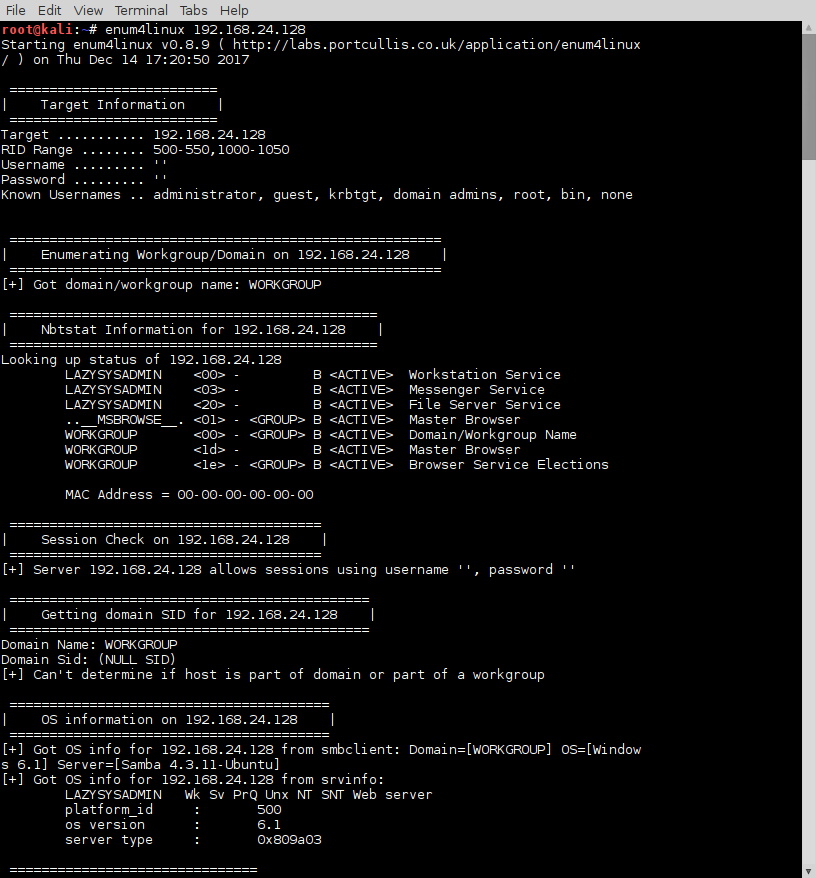 File Edit View Terminal Tabs Help
root@kali:~# enum4linux 192.168.24.128
Starting enum4linux v0.8.9 ( http://labs.portcullis.co.uk/application/enum4linux
/ ) on Thu Dec 14 17:20:50 2017
 ==========================
|    Target Information    |
 ==========================
Target ........... 192.168.24.128
RID Range ........ 500-550,1000-1050
Username ......... ''
Password ......... ''
Known Usernames .. administrator, guest, krbtgt, domain admins, root, bin, none
 ======================================================
|    Enumerating Workgroup/Domain on 192.168.24.128    |
 ======================================================
[+] Got domain/workgroup name: WORKGROUP
 ==============================================
|    Nbtstat Information for 192.168.24.128    |
 ==============================================
Looking up status of 192.168.24.128
        LAZYSYSADMIN    <00> -         B <ACTIVE>  Workstation Service
        LAZYSYSADMIN    <03> -         B <ACTIVE>  Messenger Service
        LAZYSYSADMIN    <20> -         B <ACTIVE>  File Server Service
        ..__MSBROWSE__. <01> - <GROUP> B <ACTIVE>  Master Browser
        WORKGROUP       <00> - <GROUP> B <ACTIVE>  Domain/Workgroup Name
        WORKGROUP       <1d> -         B <ACTIVE>  Master Browser
        WORKGROUP       <1e> - <GROUP> B <ACTIVE>  Browser Service Elections
        MAC Address = 00-00-00-00-00-00
 =======================================
|    Session Check on 192.168.24.128    |
 =======================================
[+] Server 192.168.24.128 allows sessions using username '', password ''
 =============================================
|    Getting domain SID for 192.168.24.128    |
 =============================================
Domain Name: WORKGROUP
Domain Sid: (NULL SID)
[+] Can't determine if host is part of domain or part of a workgroup
 ========================================
|    OS information on 192.168.24.128    |
 ========================================
[+] Got OS info for 192.168.24.128 from smbclient: Domain=[WORKGROUP] OS=[Window
s 6.1] Server=[Samba 4.3.11-Ubuntu]
[+] Got OS info for 192.168.24.128 from srvinfo:
        LAZYSYSADMIN   Wk Sv PrQ Unx NT SNT Web server
        platform_id     :       500
        os version      :       6.1
        server type     :       0x809a03
 ===============================